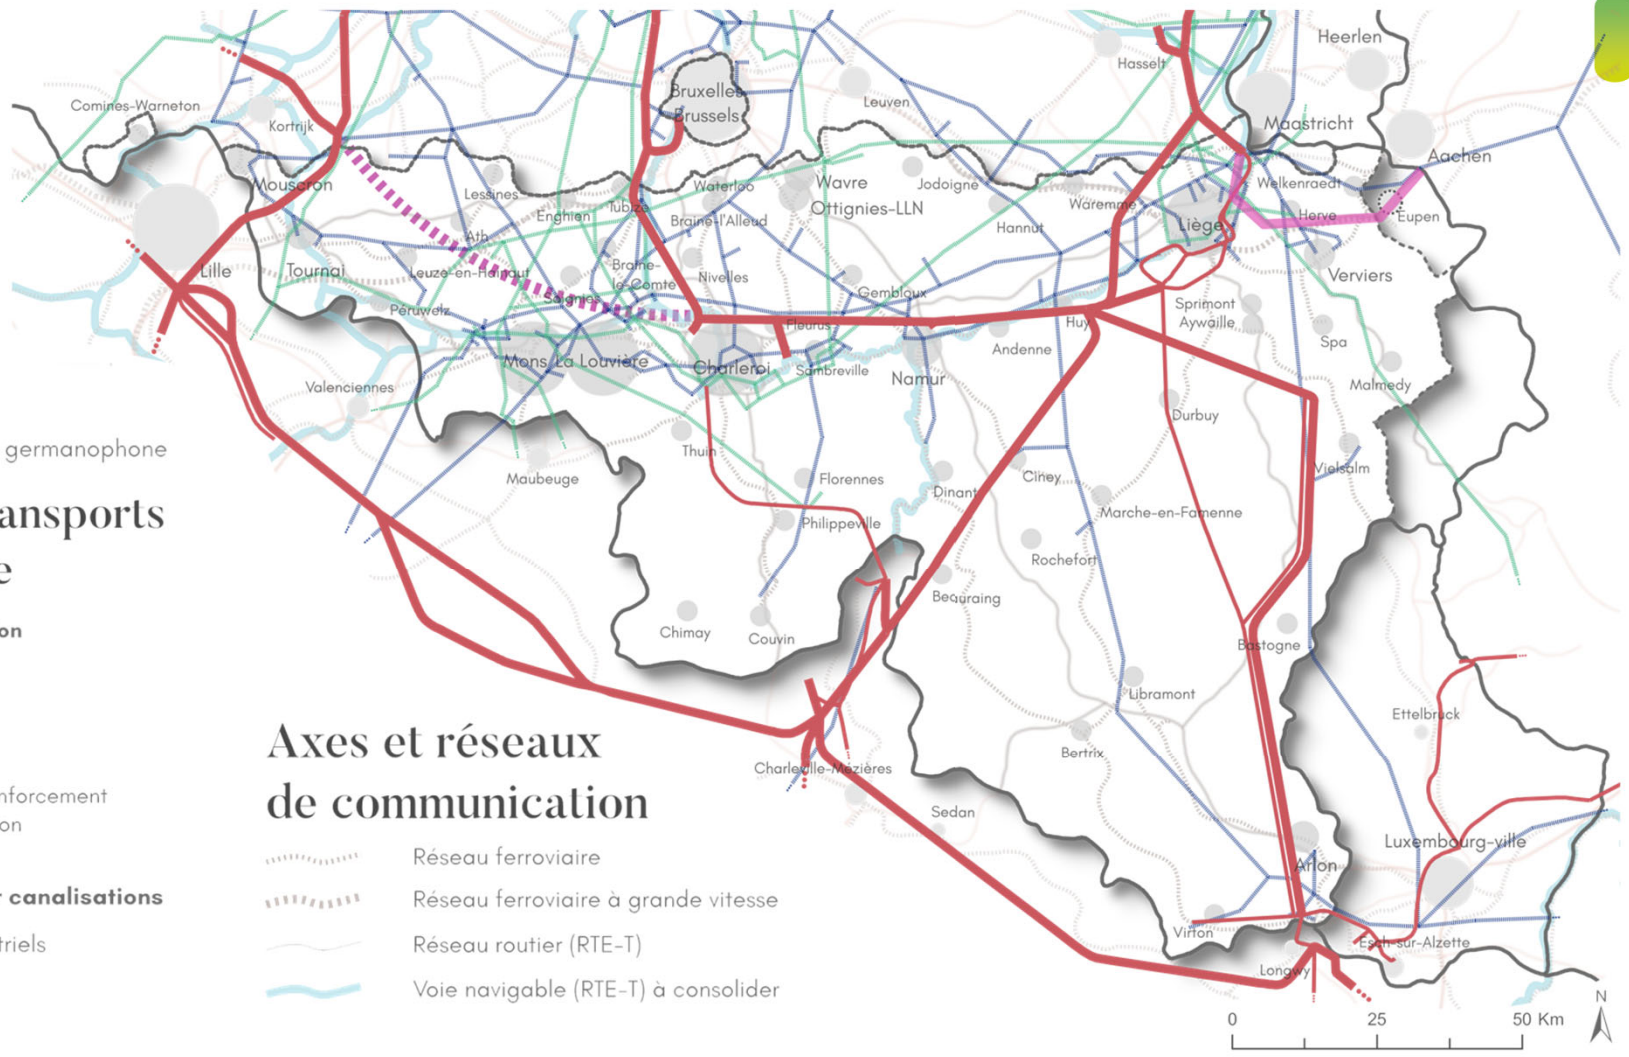 Heerlen
Hasselt
Bruxelles
Brussels
Leuven
Comines-Warneton
Kortrijk
Maastricht
Aachen
Mouscron
Lessines
Waterloo
Wavre
Jodoigne
Welkenraedt
Enghien
Tubize
Braine-l'Alleud
Ottignies-LLN
Waremme
Herve
Eupen
Ath
Hannut
Liège
Lille
Tournai
Leuze-en-Hainaut
Braine-
le-Comte
Nivelles
Verviers
Soignies
Gembloux
Péruwelz
Fleurus
Huy
Sprimont
Aywaille
Mons
La Louvière
Charleroi
Sambreville
Andenne
Spa
Namur
Valenciennes
Malmedy
Durbuy
germanophone
Thuin
Maubeuge
Florennes
Dinant
Ciney
Vielsalm
ansports
Philippeville
Marche-en-Famenne
e
Rochefort
Beauraing
on
Chimay
Couvin
Bastogne
Libramont
Ettelbruck
Axes et réseaux
de communication
Bertrix
Charleville-Mézières
nforcement
on
Sedan
Luxembourg-ville
Réseau ferroviaire
Arlon
r canalisations
Réseau ferroviaire à grande vitesse
triels
Réseau routier (RTE-T)
Virton
Esch-sur-Alzette
Longwy
Voie navigable (RTE-T) à consolider
N
0 25 50 Km